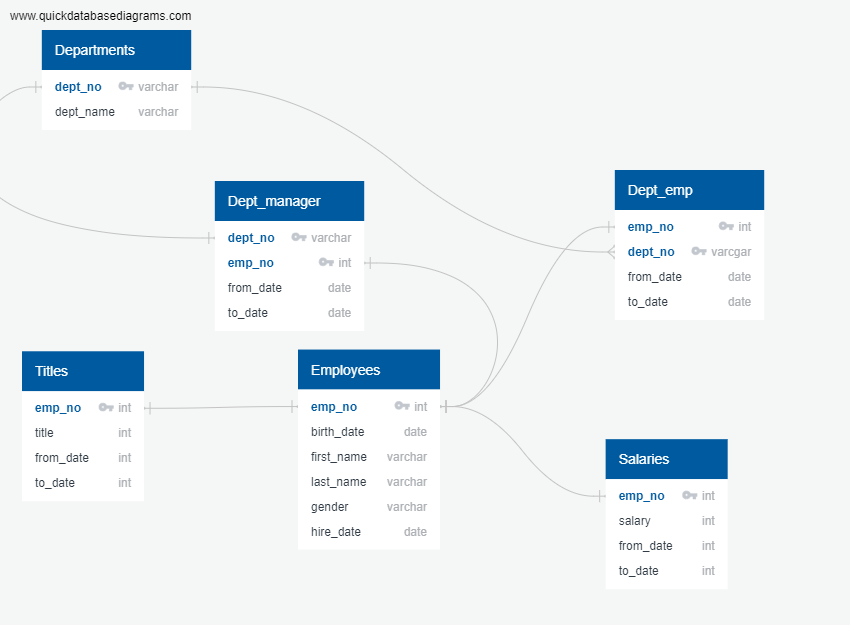 www.quickdatabasediagrams.com
Departments
dept_no varchar
dept_name varchar
Dept_manager
dept_no varchar
emp_no int
from_date date
to_date date
Dept_emp
emp_no int
dept_no varcgar
from_date date
to_date date
Titles
emp_no int
title int
from_date int
to_date int
Employees
emp_no int
birth_date date
first_name varchar
last_name varchar
gender varchar
hire_date date
Salaries
emp_no int
salary int
from_date int
to_date int